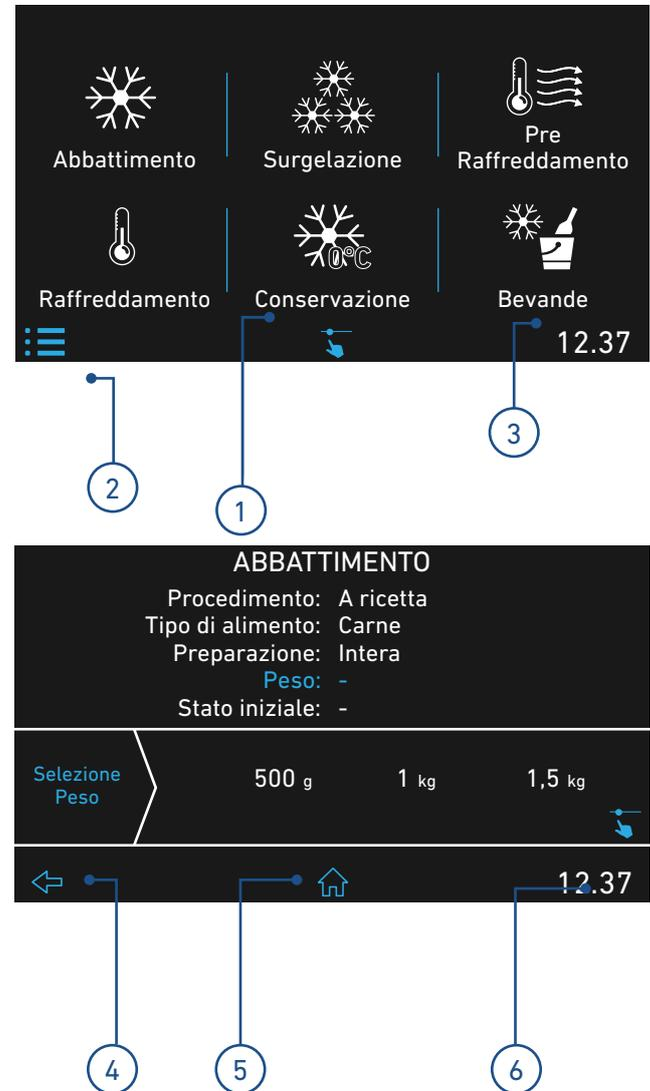 Abbattimento
Surgelazione
Pre
Raffreddamento
Raffreddamento
0°C
Conservazione
Bevande
12.37
2
1
3
ABBATTIMENTO
Procedimento: A ricetta
Tipo di alimento: Carne
Preparazione: Intera
Peso: -
Stato iniziale: -
Selezione
Peso
500 g 1 kg 1,5 kg
12.37
4
5
6